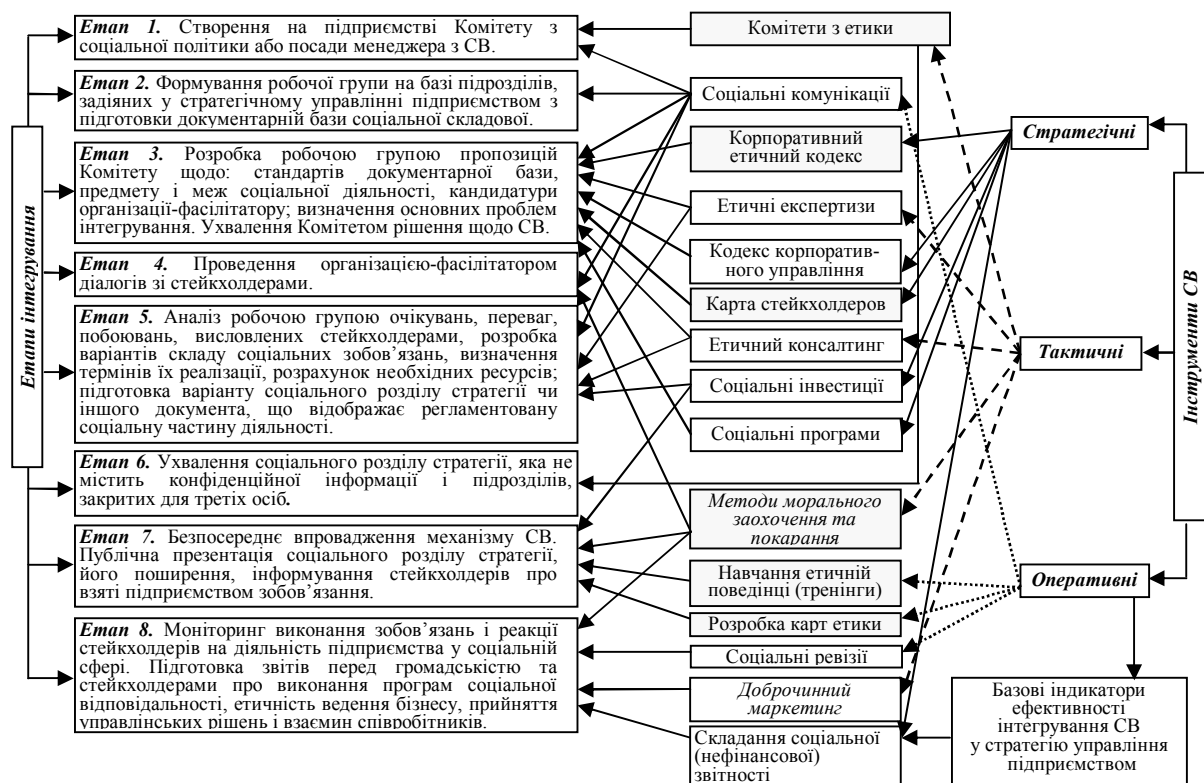 Етапи інтегрування
Етап 1. Створення на підприємстві Комітету з
соціальної політики або посади менеджера з СВ.
Етап 2. Формування робочої групи на базі підрозділів,
задіяних у стратегічному управлінні підприємством з
підготовки документарній бази соціальної складової.
Етап 3. Розробка робочою групою пропозицій
Комітету щодо: стандартів документарної бази,
предмету і меж соціальної діяльності, кандидатури
організації-фасілітатору; визначення основних проблем
інтегрування. Ухвалення Комітетом рішення щодо СВ.
Етап 4. Проведення організацією-фасілітатором
діалогів зі стейкхолдерами.
Етап 5. Аналіз робочою групою очікувань, переваг,
побоювань, висловлених стейкхолдерами, розробка
варіантів складу соціальних зобов’язань, визначення
термінів їх реалізації, розрахунок необхідних ресурсів;
підготовка варіанту соціального розділу стратегії чи
іншого документа, що відображає регламентовану
соціальну частину діяльності.
Етап 6. Ухвалення соціального розділу стратегії, яка не
містить конфіденційної інформації і підрозділів,
закритих для третіх осіб.
Етап 7. Безпосереднє впровадження механізму СВ.
Публічна презентація соціального розділу стратегії,
його поширення, інформування стейкхолдерів про
взяті підприємством зобов’язання.
Етап 8. Моніторинг виконання зобов’язань і реакції
стейкхолдерів на діяльність підприємства у соціальній
сфері. Підготовка звітів перед громадськістю та
стейкхолдерами про виконання програм соціальної
відповідальності, етичність ведення бізнесу, прийняття
управлінських рішень і взаємин співробітників.
Комітети з етики
Соціальні комунікації
Корпоративний
етичний кодекс
Етичні експертизи
Кодекс корпоратив-
ного управління
Карта стейкхолдеров
Етичний консалтинг
Соціальні інвестиції
Соціальні програми
Методи морального
заохочення та
покарання
Навчання етичній
поведінці (тренінги)
Розробка карт етики
Соціальні ревізії
Доброчинний
маркетинг
Складання соціальної
(нефінансової)
звітності
Стратегічні
Тактичні
Оперативні
Базові індикатори
ефективності
інтегрування СВ
у стратегію управління
підприємством
Інструменти СВ